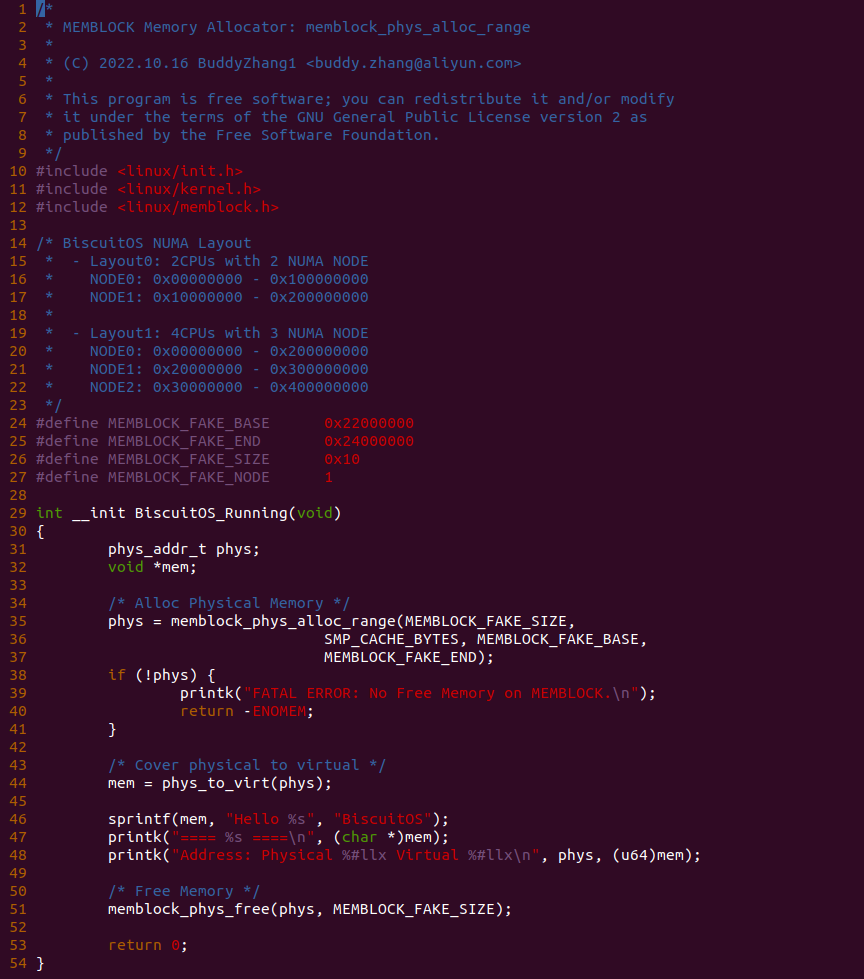 1 /*
2  * MEMBLOCK Memory Allocator: memblock_phys_alloc_range
3  *
4  * (C) 2022.10.16 BuddyZhang1 <buddy.zhang@aliyun.com>
5  *
6  * This program is free software; you can redistribute it and/or modify
7  * it under the terms of the GNU General Public License version 2 as
8  * published by the Free Software Foundation.
9  */
10 #include <linux/init.h>
11 #include <linux/kernel.h>
12 #include <linux/memblock.h>
13
14 /* BiscuitOS NUMA Layout
15  *  - Layout0: 2CPUs with 2 NUMA NODE
16  *    NODE0: 0x00000000 - 0x100000000
17  *    NODE1: 0x10000000 - 0x200000000
18  *
19  *  - Layout1: 4CPUs with 3 NUMA NODE
20  *    NODE0: 0x00000000 - 0x200000000
21  *    NODE1: 0x20000000 - 0x300000000
22  *    NODE2: 0x30000000 - 0x400000000
23  */
24 #define MEMBLOCK_FAKE_BASE      0x22000000
25 #define MEMBLOCK_FAKE_END       0x24000000
26 #define MEMBLOCK_FAKE_SIZE      0x10
27 #define MEMBLOCK_FAKE_NODE      1
28
29 int __init BiscuitOS_Running(void)
30 {
31         phys_addr_t phys;
32         void *mem;
33
34         /* Alloc Physical Memory */
35         phys = memblock_phys_alloc_range(MEMBLOCK_FAKE_SIZE,
36                                 SMP_CACHE_BYTES, MEMBLOCK_FAKE_BASE,
37                                 MEMBLOCK_FAKE_END);
38         if (!phys) {
39                 printk("FATAL ERROR: No Free Memory on MEMBLOCK.\n");
40                 return -ENOMEM;
41         }
42
43         /* Cover physical to virtual */
44         mem = phys_to_virt(phys);
45
46         sprintf(mem, "Hello %s", "BiscuitOS");
47         printk("==== %s ====\n", (char *)mem);
48         printk("Address: Physical %#llx Virtual %#llx\n", phys, (u64)mem);
49
50         /* Free Memory */
51         memblock_phys_free(phys, MEMBLOCK_FAKE_SIZE);
52
53         return 0;
54 }